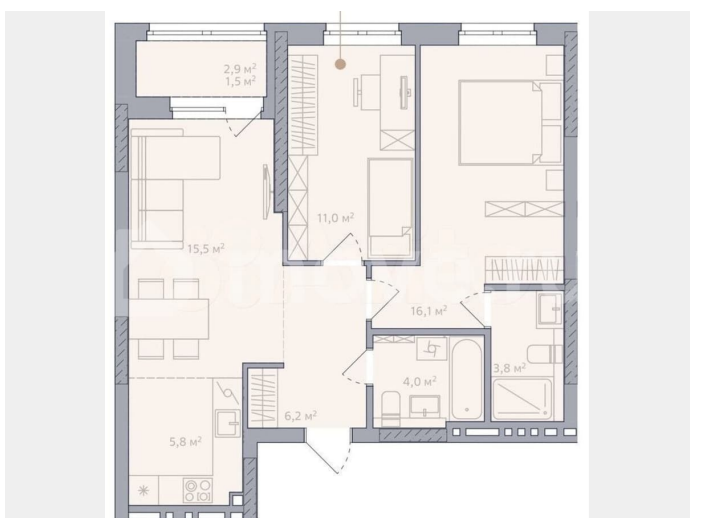 2,9 м²
1,5 м²
11,0 м²
15,5 м²
16,1 м²
3,8 м²
4,0 м²
6,2 м²
5,8 м²